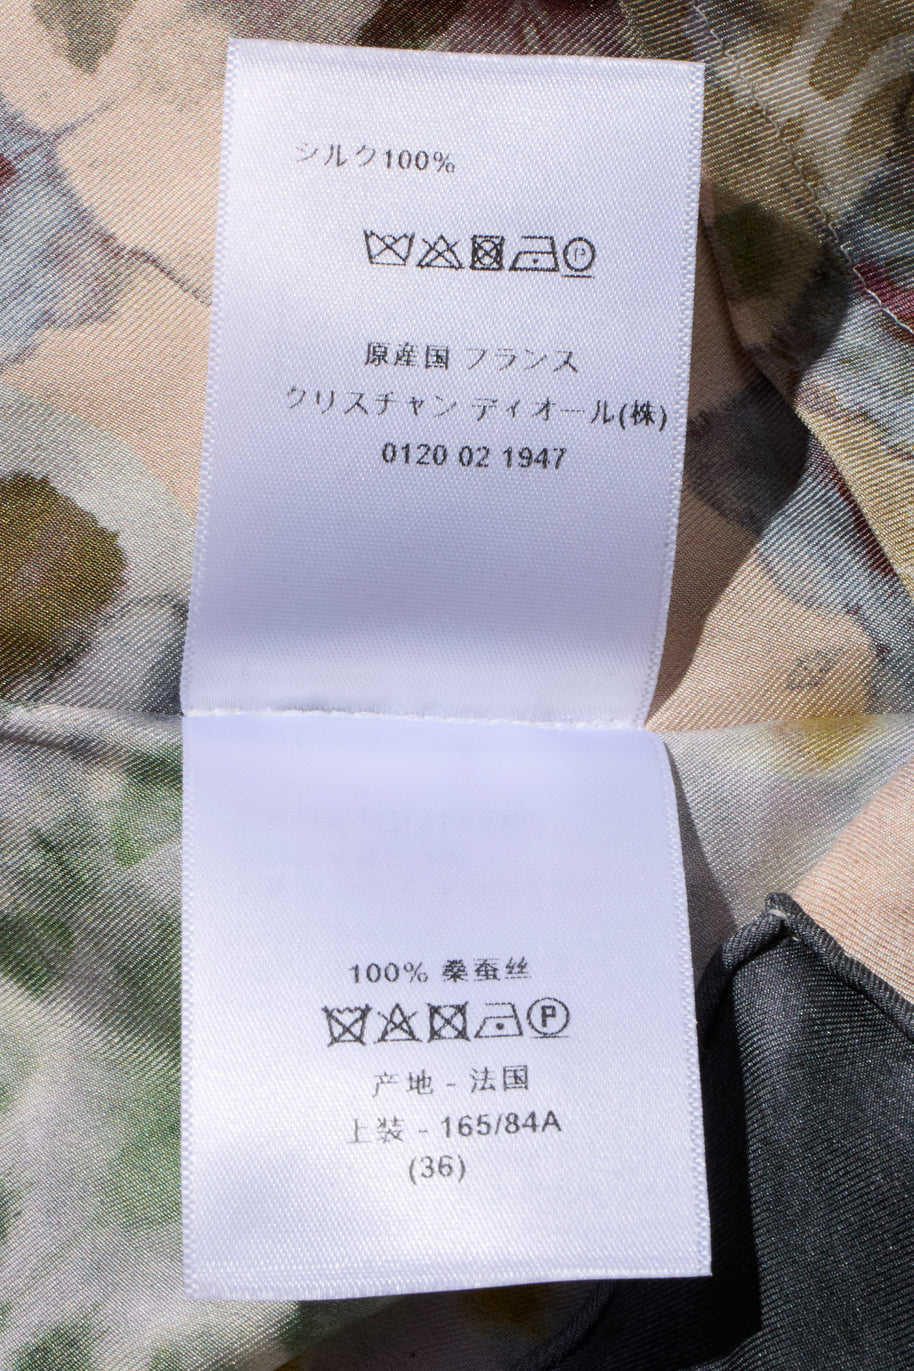 シルク100%
原産国 フランス
クリスチャン ディオール(株)
0120 02 1947
100% 桑蚕丝
P
产地 - 法国
上装 - 165/84A
(36)